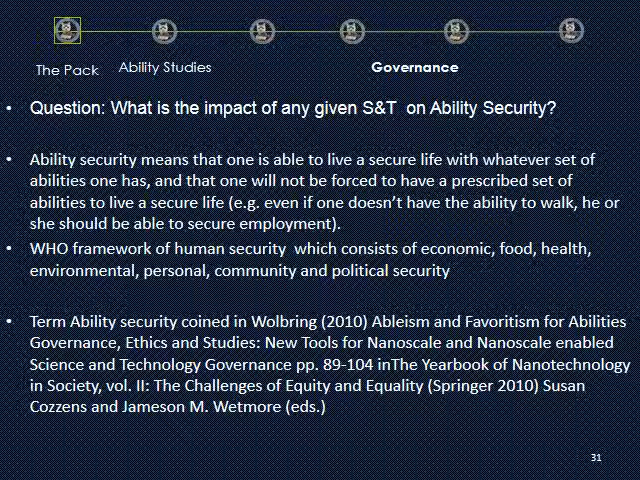 The Pack Ability Studies Governance
• Question: What is the impact of any given S&T on Ability Security?
• Ability security means that one is able to live a secure life with whatever set of
abilities one has, and that one will not be forced to have a prescribed set of
abilities to live a secure life (e.g. even if one doesn't have the ability to walk, he or
she should be able to secure employment).
• WHO framework of human security which consists of economic, food, health,
environmental, personal, community and political security
• Term Ability security coined in Wolbring (2010) Ableism and Favoritism for Abilities
Governance, Ethics and Studies: New Tools for Nanoscale and Nanoscale enabled
Science and Technology Governance pp. 89-104 inThe Yearbook of Nanotechnology
in Society, vol. II: The Challenges of Equity and Equality (Springer 2010) Susan
Cozzens and Jameson M. Wetmore (eds.)
31